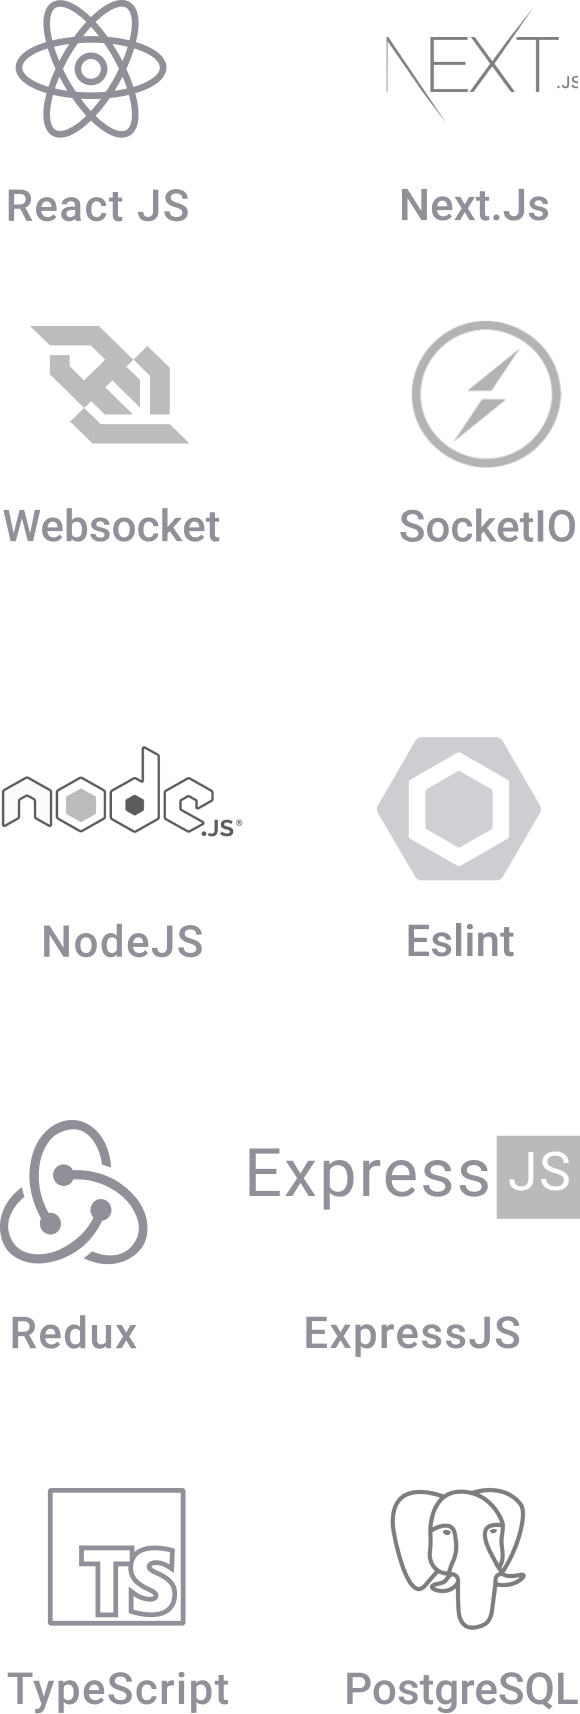 NEXT.JS
React JS
Next.Js
Websocket
SocketIO
node.JS®
NodeJS
Eslint
Express JS
Redux
ExpressJS
TS
TypeScript
PostgreSQL